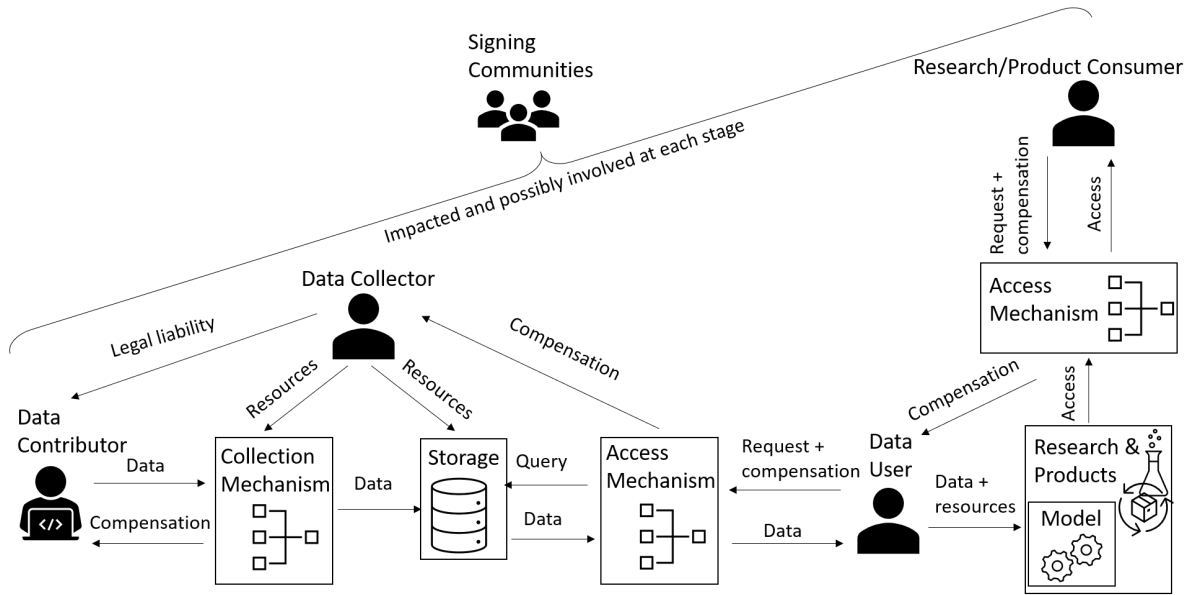 Signing
Communities
Research/Product Consumer
Impacted and possibly involved at each stage
Request +
compensation
Access
Data Collector
Access
Mechanism
Legal liability
Compensation
Resources
Resources
Compensation
Access
Data
Contributor
Data
Compensation
Collection
Mechanism
Data
Storage
Query
Data
Access
Mechanism
Request +
compensation
Data
Data
User
Data +
resources
Research &
Products
Model